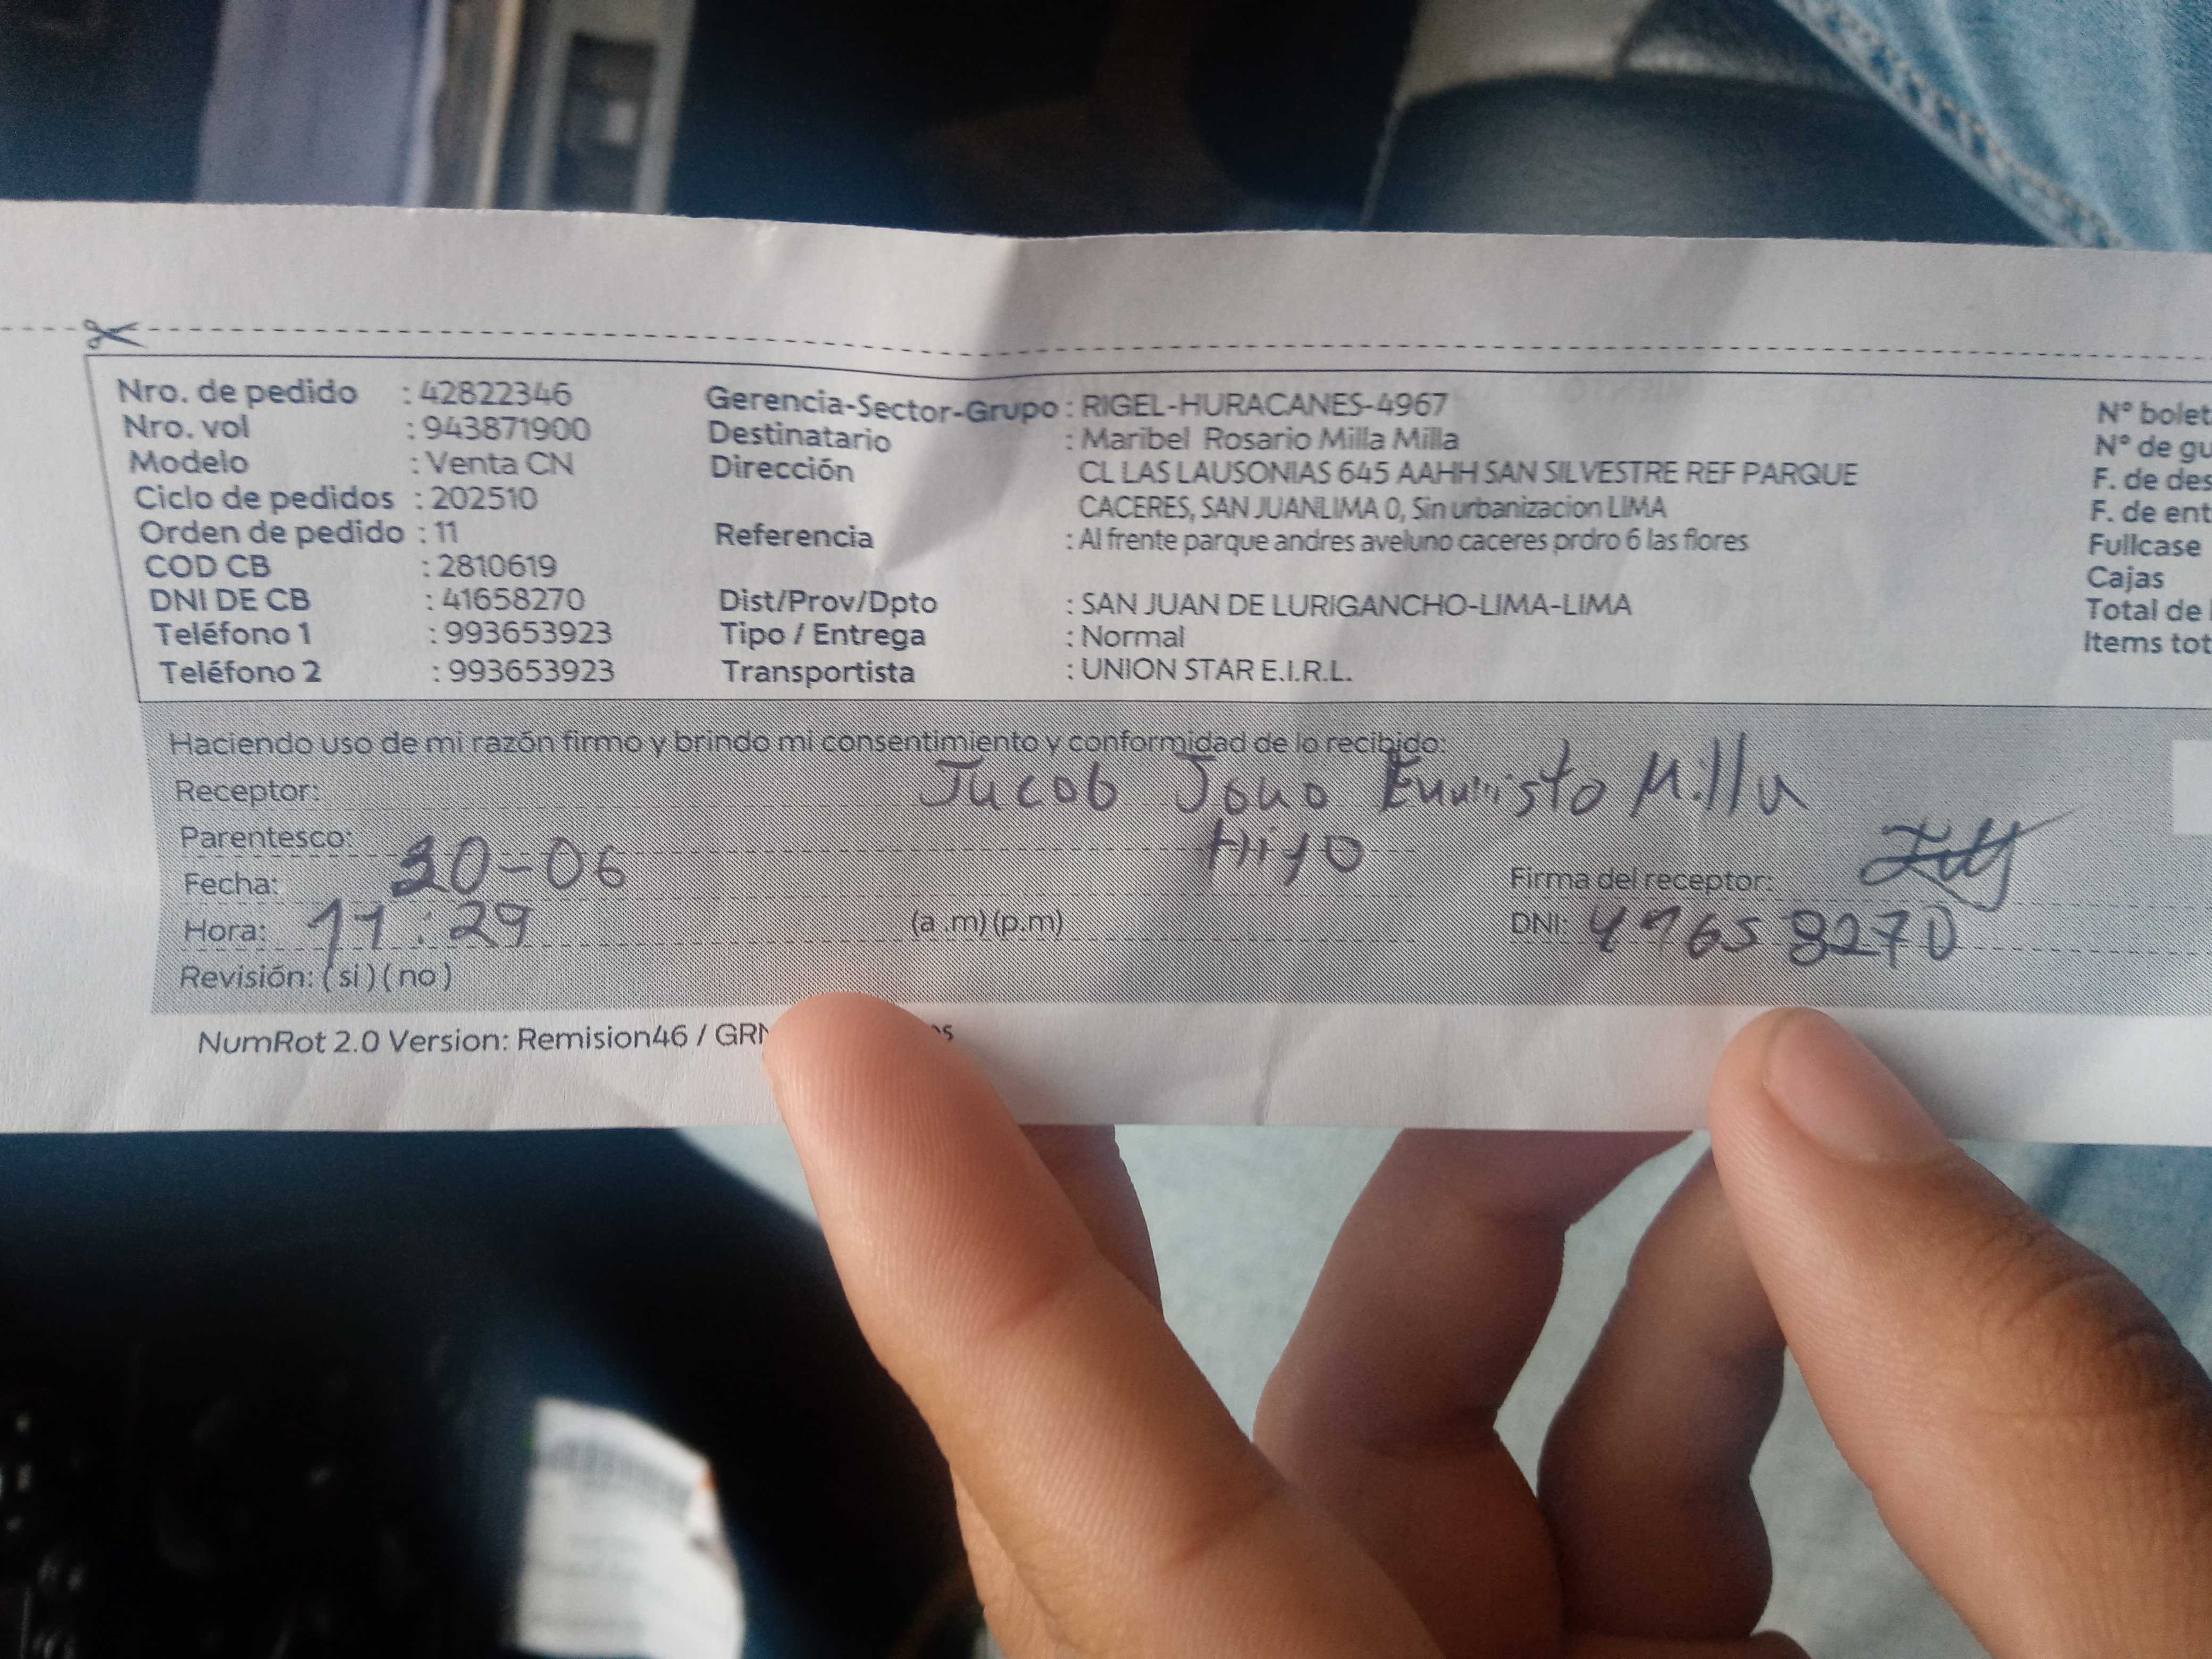 Nro. de pedido : 42822346
Nro. vol : 943871900
Modelo : Venta CN
Ciclo de pedidos : 202510
Orden de pedido : 11
COD CB : 2810619
DNI DE CB : 41658270
Teléfono 1 : 993653923
Teléfono 2 : 993653923
Gerencia-Sector-Grupo : RIGEL-HURACANES-4967
Destinatario : Maribel Rosario Milla Milla
Dirección CL LAS LAUSONIAS 645 AAHH SAN SILVESTRE REF PARQUE
CACERES, SAN JUANLIMA 0, Sin urbanizacion LIMA
Referencia : Al frente parque andres aveluno caceres prdro 6 las flores
Dist/Prov/Dpto : SAN JUAN DE LURIGANCHO-LIMA-LIMA
Tipo / Entrega : Normal
Transportista : UNION STAR E.I.R.L.
N° bolet
N° de gu
F. de des
F. de ent
Fullcase
Cajas
Total de
Items tot
Haciendo uso de mi razón firmo y brindo mi consentimiento y conformidad de lo recibido:
Receptor: Jacob Milla
Parentesco: Hijo
Fecha: 30-06
Firma del receptor:
Hora: 11:29 (a .m) (p.m) DNI: 41658270
Revisión: (si) (no)
NumRot 2.0 Version: Remision46 /